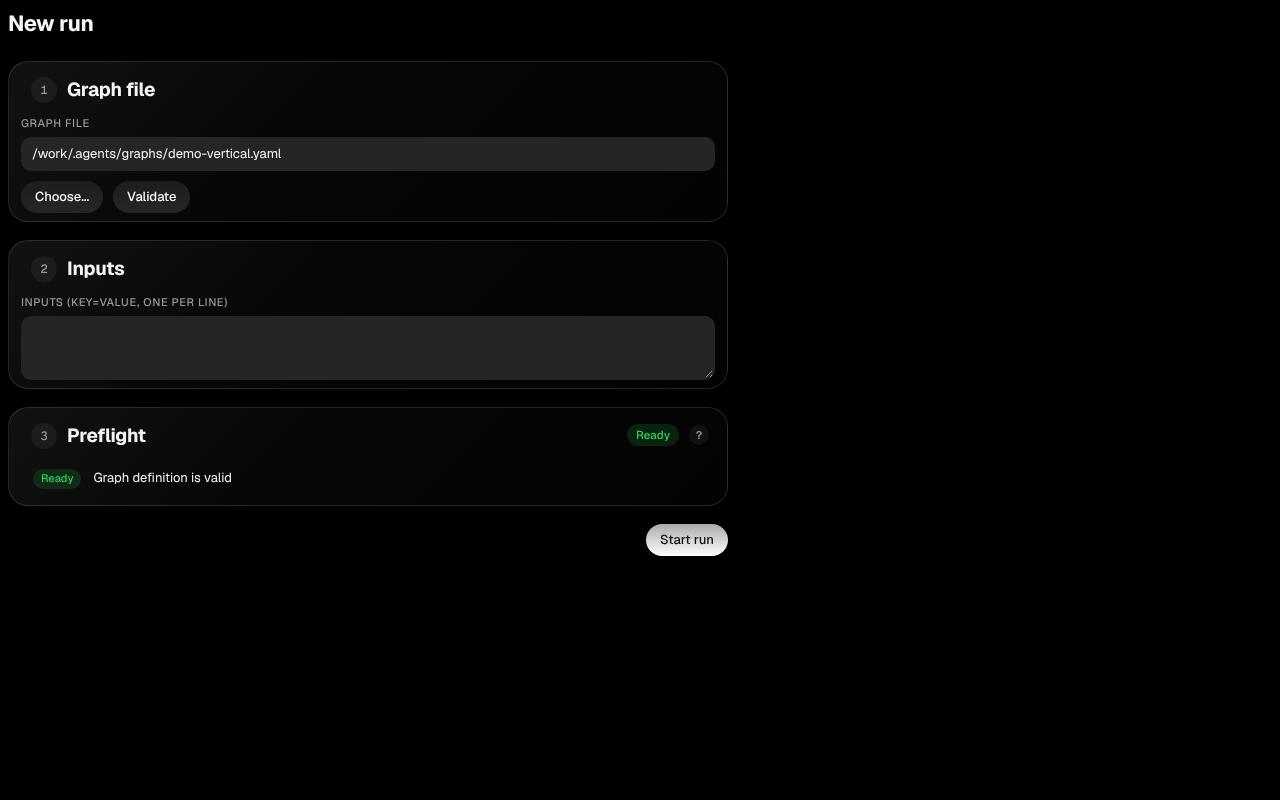 New run
1 Graph file
GRAPH FILE
/work/.agents/graphs/demo-vertical.yaml
Choose... Validate
2 Inputs
INPUTS (KEY=VALUE, ONE PER LINE)
3 Preflight Ready ?
Ready Graph definition is valid
Start run